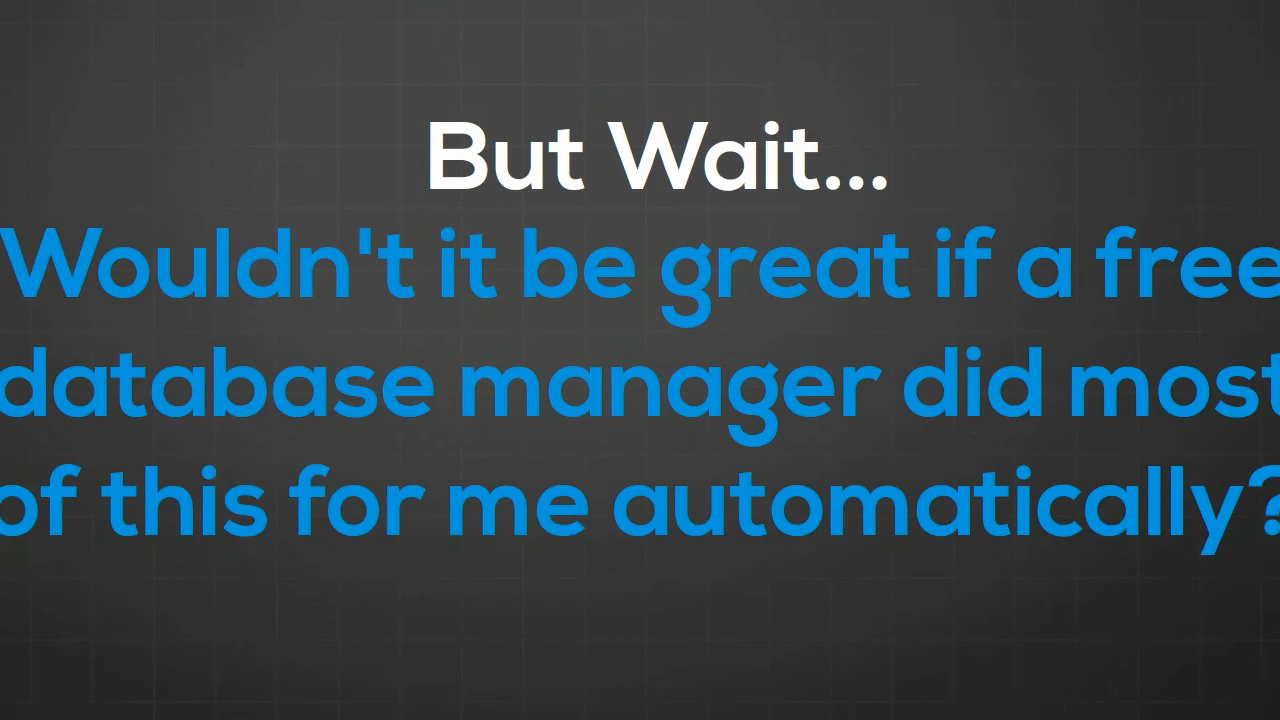 But Wait...
Wouldn't it be great if a free
database manager did most
of this for me automatically?